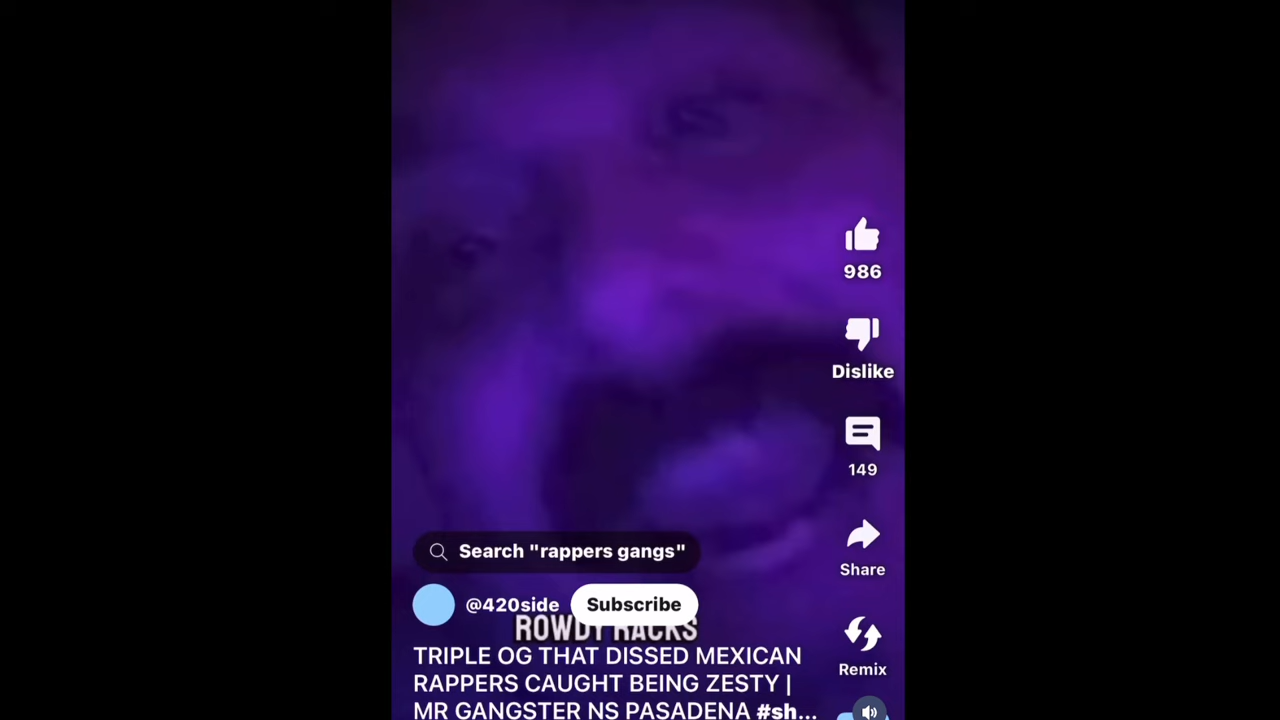 986
Dislike
149
Share
Search "rappers gangs"
@420side
Subscribe
ROWDY RACKS
Remix
TRIPLE OG THAT DISSED MEXICAN
RAPPERS CAUGHT BEING ZESTY |
MR GANGSTER NS PASADENA #sh...